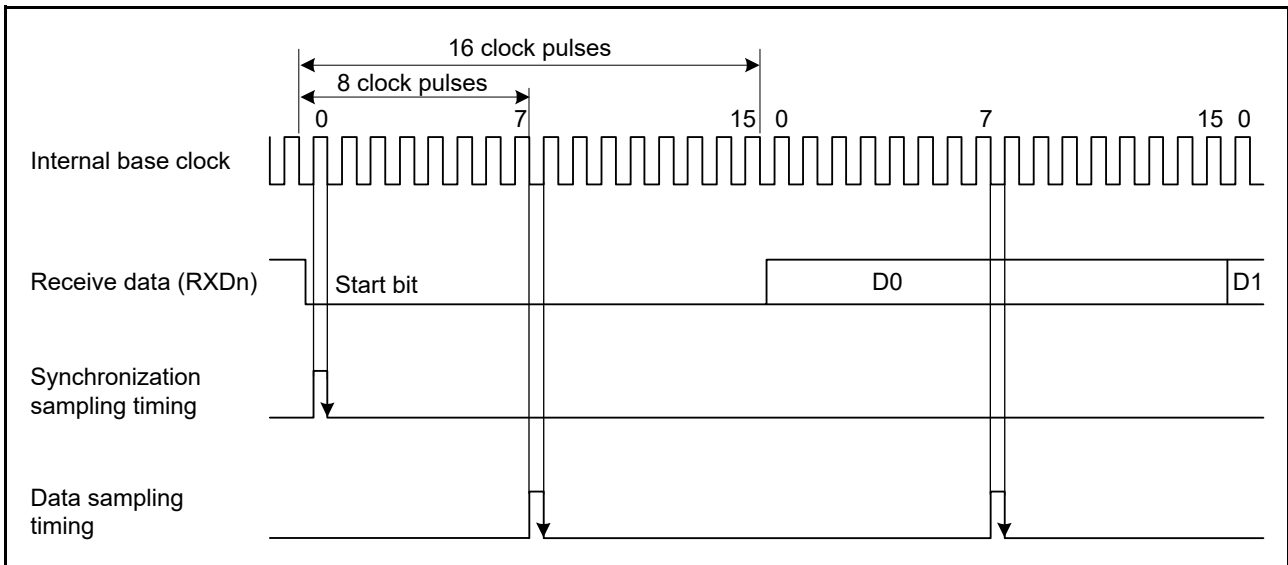 16 clock pulses
8 clock pulses
0 7 15 0 7 15 0
Internal base clock
Receive data (RXDn)
Start bit
D0
D1
Synchronization
sampling timing
Data sampling
timing